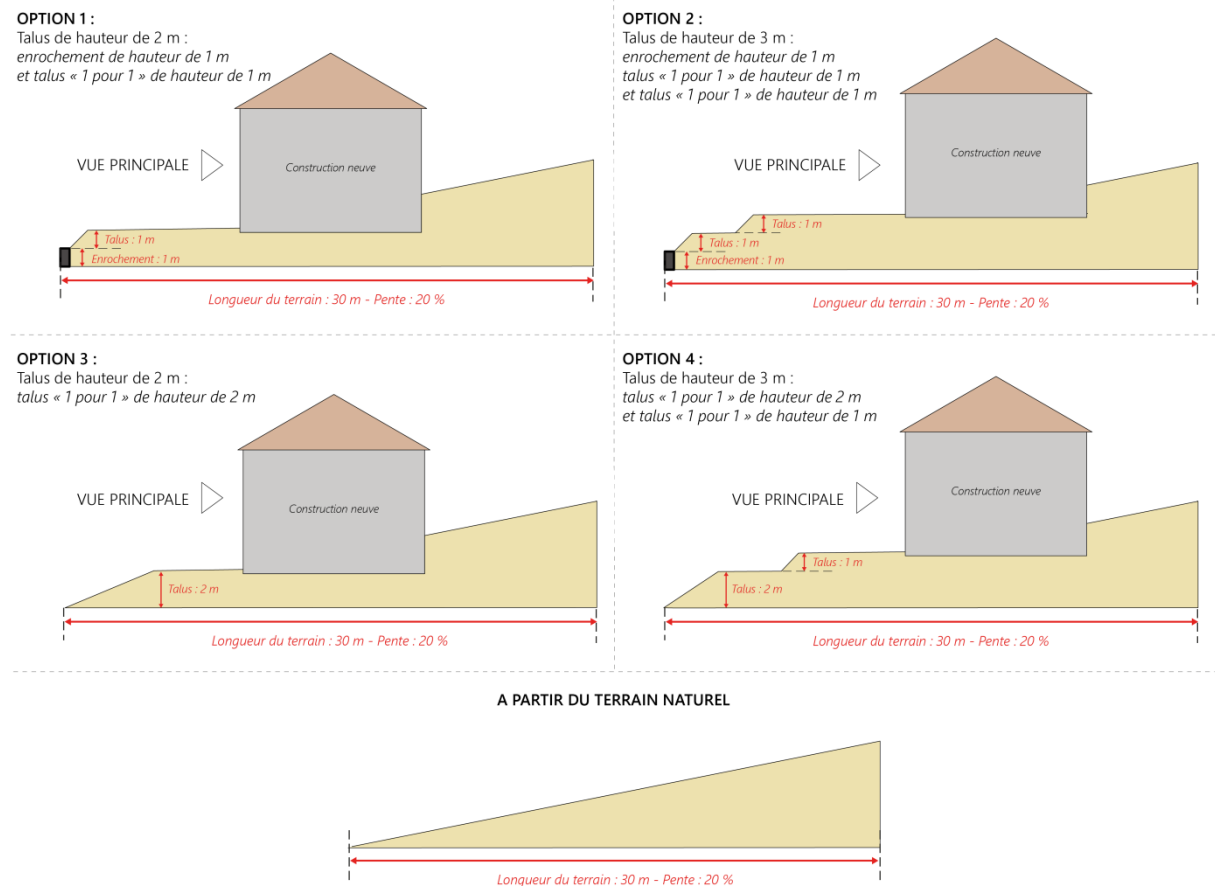 OPTION 1 :
Talus de hauteur de 2 m :
enrochement de hauteur de 1 m
et talus « 1 pour 1 » de hauteur de 1 m
VUE PRINCIPALE
Construction neuve
Talus : 1 m
Enrochement : 1 m
Longueur du terrain : 30 m - Pente : 20 %
OPTION 2 :
Talus de hauteur de 3 m :
enrochement de hauteur de 1 m
talus « 1 pour 1 » de hauteur de 1 m
et talus « 1 pour 1 » de hauteur de 1 m
VUE PRINCIPALE
Construction neuve
Talus : 1 m
Talus : 1 m
Enrochement : 1 m
Longueur du terrain : 30 m - Pente : 20 %
OPTION 3 :
Talus de hauteur de 2 m :
talus « 1 pour 1 » de hauteur de 2 m
VUE PRINCIPALE
Construction neuve
Talus : 2 m
Longueur du terrain : 30 m - Pente : 20 %
OPTION 4 :
Talus de hauteur de 3 m :
talus « 1 pour 1 » de hauteur de 2 m
et talus « 1 pour 1 » de hauteur de 1 m
VUE PRINCIPALE
Construction neuve
Talus : 1 m
Talus : 2 m
Longueur du terrain : 30 m - Pente : 20 %
A PARTIR DU TERRAIN NATUREL
Longueur du terrain : 30 m - Pente : 20 %